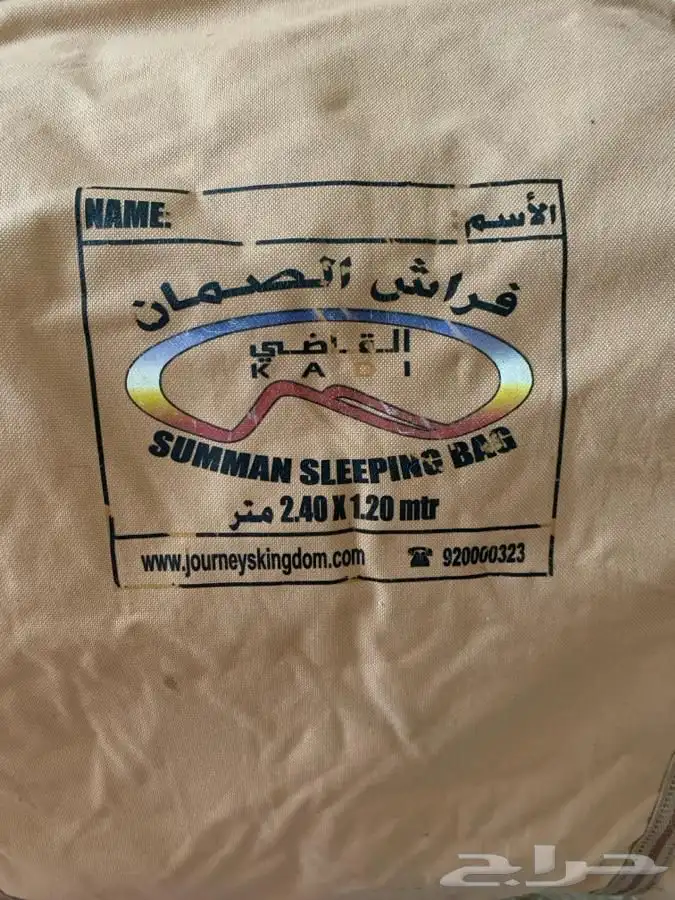 NAME: الأسم:
فراش الصمان
القاضي
KADI
SUMMAN SLEEPING BAG
2.40 X 1.20 mtr متر
www.journeyskingdom.com ☎ 920000323
حراج